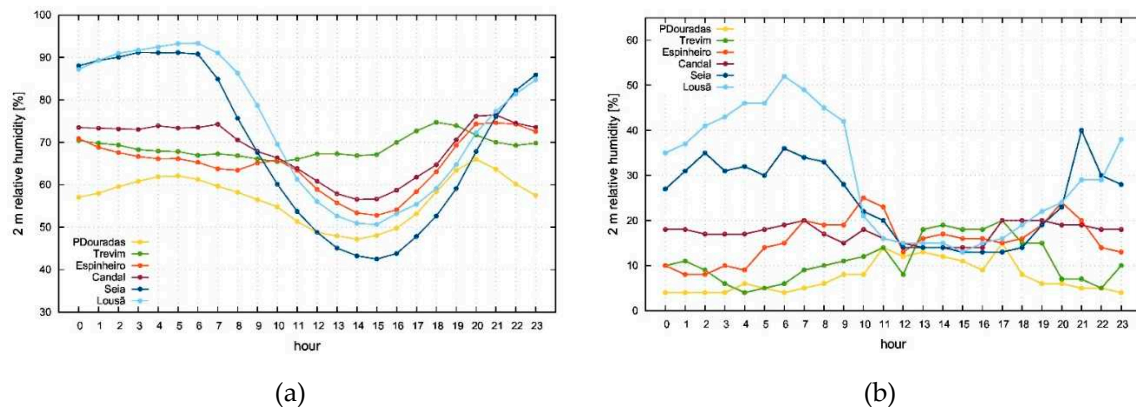 100
90
80
70
60
50
40
30
2 m relative humidity [%]
PDouradas
Trevim
Espinheiro
Candal
Seia
Lousã
0 1 2 3 4 5 6 7 8 9 10 11 12 13 14 15 16 17 18 19 20 21 22 23
hour
(a)
60
50
40
30
20
10
0
2 m relative humidity [%]
PDouradas
Trevim
Espinheiro
Candal
Seia
Lousã
0 1 2 3 4 5 6 7 8 9 10 11 12 13 14 15 16 17 18 19 20 21 22 23
hour
(b)